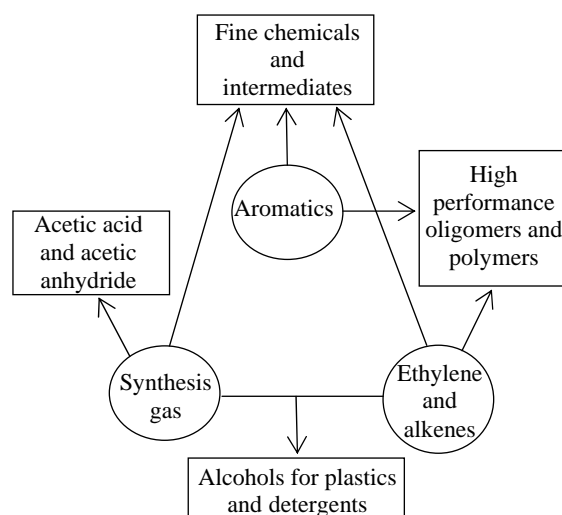 Fine chemicals
and
intermediates
Aromatics
High
performance
oligomers and
polymers
Acetic acid
and acetic
anhydride
Synthesis
gas
Ethylene
and
alkenes
Alcohols for plastics
and detergents